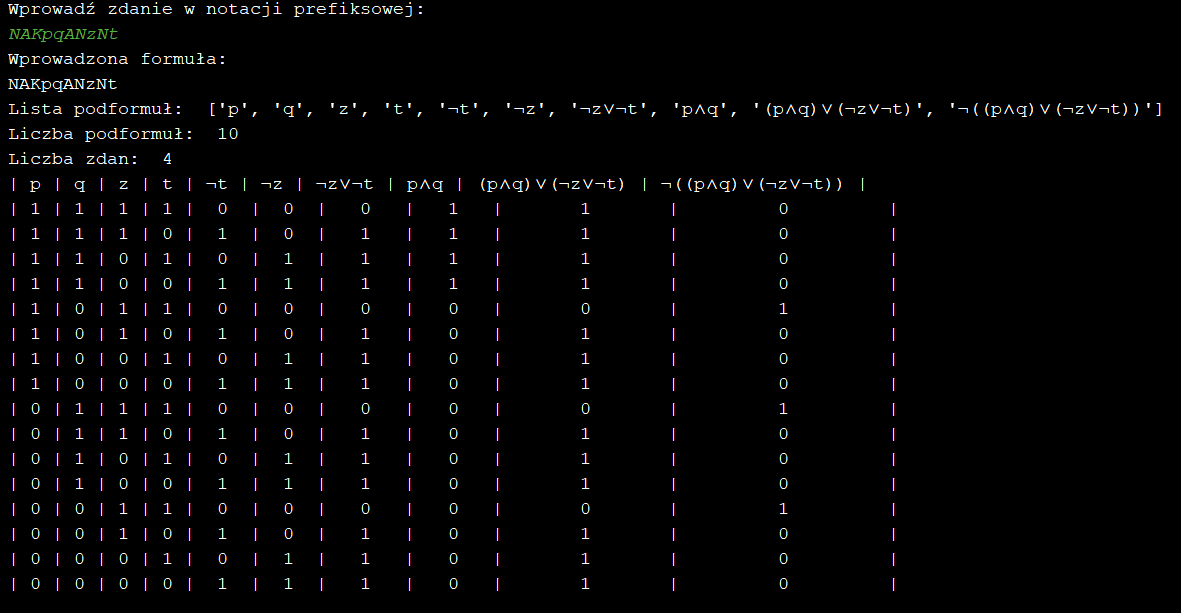 Wprowadź zdanie w notacji prefiksowej:
NAKpqANzNt
Wprowadzona formuła:
NAKpqANzNt
Lista podformuł:  ['p', 'q', 'z', 't', '¬t', '¬z', '¬z∨¬t', 'p∧q', '(p∧q)∨(¬z∨¬t)', '¬((p∧q)∨(¬z∨¬t))']
Liczba podformuł:  10
Liczba zdan:  4
| p | q | z | t | ¬t | ¬z | ¬z∨¬t | p∧q | (p∧q)∨(¬z∨¬t) | ¬((p∧q)∨(¬z∨¬t)) |
| 1 | 1 | 1 | 1 | 0 | 0 | 0 | 1 | 1 | 0 |
| 1 | 1 | 1 | 0 | 1 | 0 | 1 | 1 | 1 | 0 |
| 1 | 1 | 0 | 1 | 0 | 1 | 1 | 1 | 1 | 0 |
| 1 | 1 | 0 | 0 | 1 | 1 | 1 | 1 | 1 | 0 |
| 1 | 0 | 1 | 1 | 0 | 0 | 0 | 0 | 0 | 1 |
| 1 | 0 | 1 | 0 | 1 | 0 | 1 | 0 | 1 | 0 |
| 1 | 0 | 0 | 1 | 0 | 1 | 1 | 0 | 1 | 0 |
| 1 | 0 | 0 | 0 | 1 | 1 | 1 | 0 | 1 | 0 |
| 0 | 1 | 1 | 1 | 0 | 0 | 0 | 0 | 0 | 1 |
| 0 | 1 | 1 | 0 | 1 | 0 | 1 | 0 | 1 | 0 |
| 0 | 1 | 0 | 1 | 0 | 1 | 1 | 0 | 1 | 0 |
| 0 | 1 | 0 | 0 | 1 | 1 | 1 | 0 | 1 | 0 |
| 0 | 0 | 1 | 1 | 0 | 0 | 0 | 0 | 0 | 1 |
| 0 | 0 | 1 | 0 | 1 | 0 | 1 | 0 | 1 | 0 |
| 0 | 0 | 0 | 1 | 0 | 1 | 1 | 0 | 1 | 0 |
| 0 | 0 | 0 | 0 | 1 | 1 | 1 | 0 | 1 | 0 |